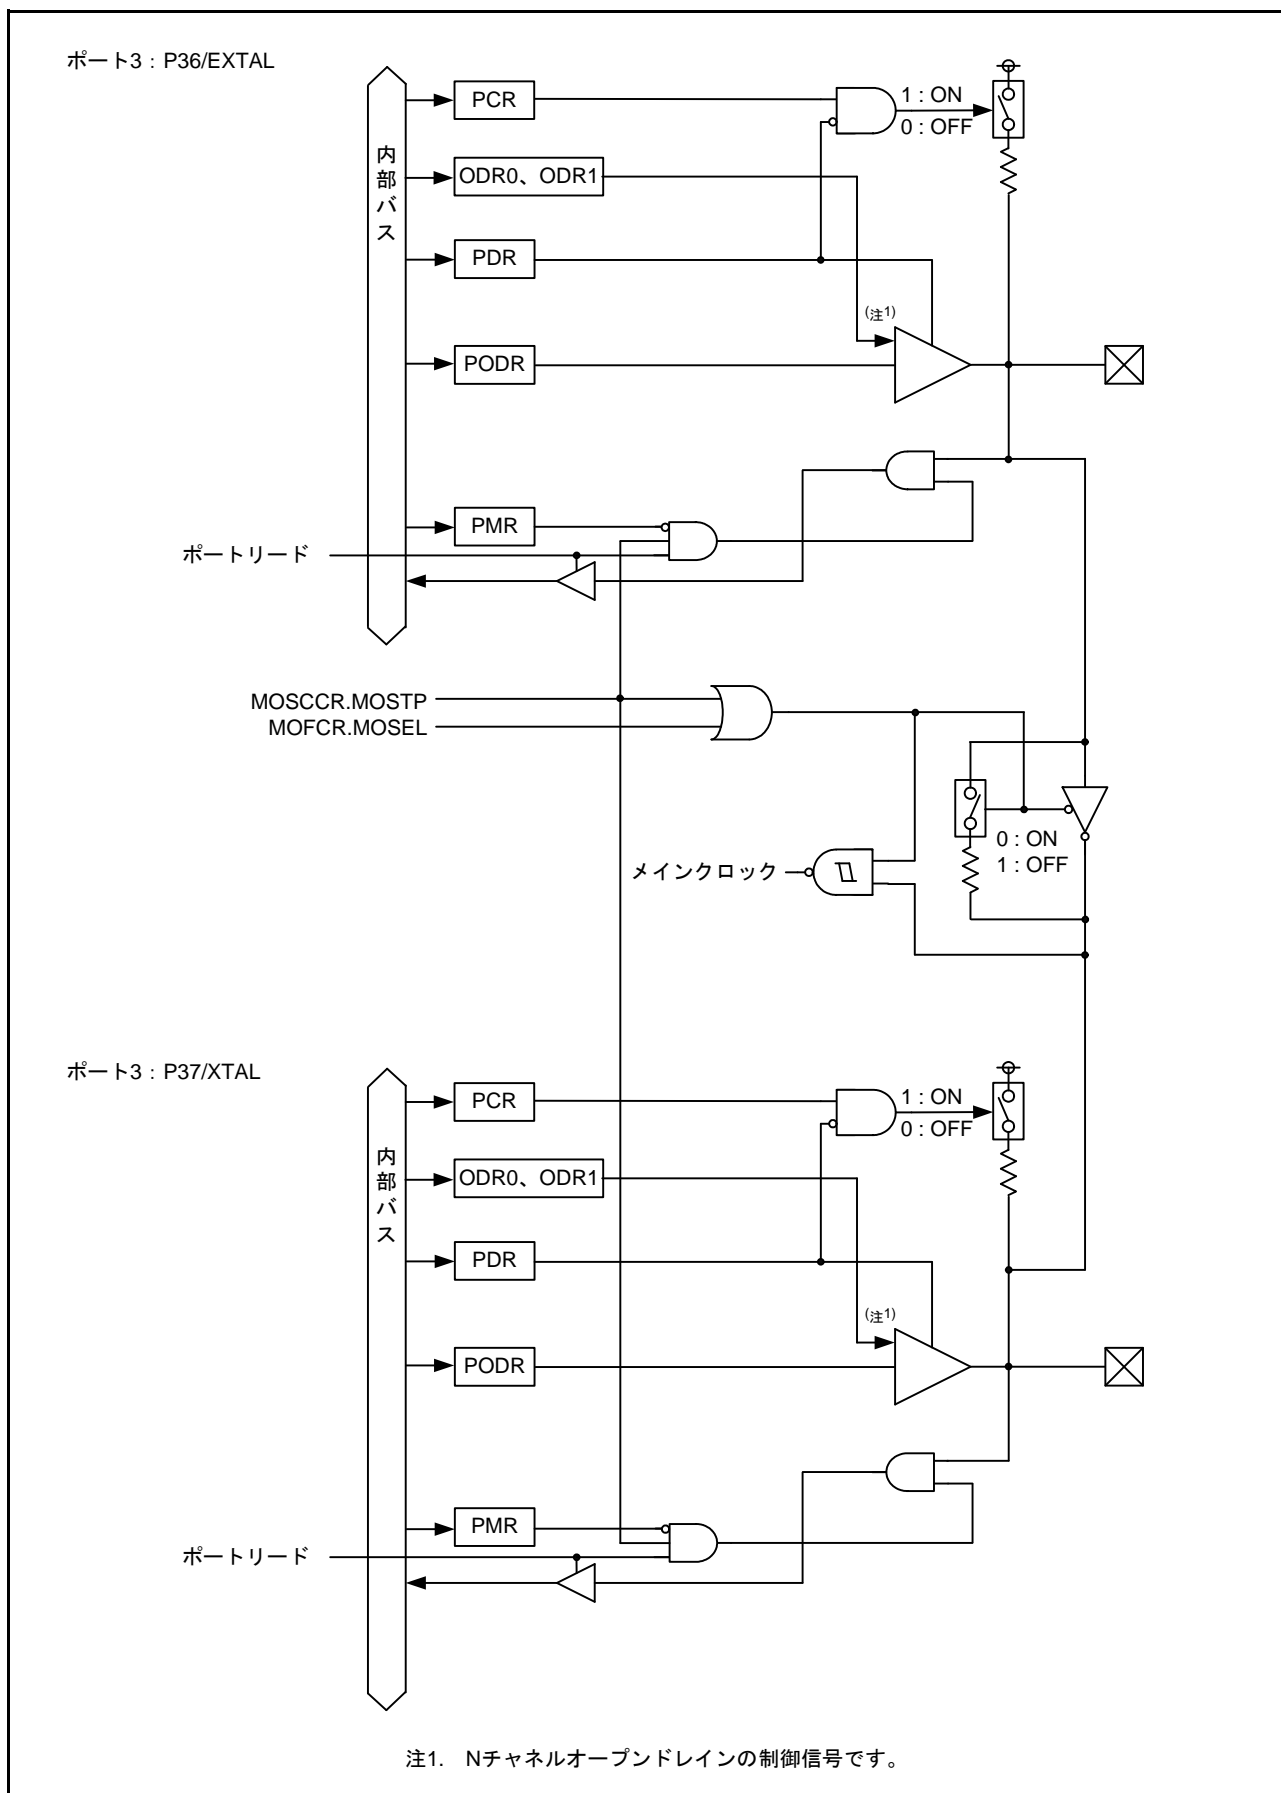 ポート3：P36/EXTAL
内部バス
PCR
1 : ON
0 : OFF
ODR0、ODR1
PDR
(注1)
PODR
PMR
ポートリード
MOSCCR.MOSTP
MOFCR.MOSEL
0 : ON
1 : OFF
メインクロック
ポート3：P37/XTAL
内部バス
PCR
1 : ON
0 : OFF
ODR0、ODR1
PDR
(注1)
PODR
PMR
ポートリード
注1. Nチャネルオープンドレインの制御信号です。